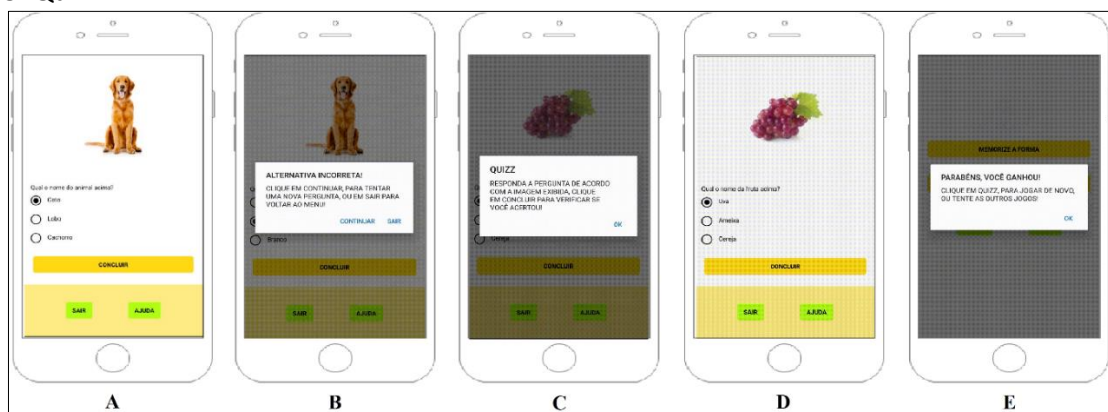 Qual o nome do animal acima?
Gato
Lobo
Cachorro
CONCLUIR
SAIR AJUDA
A
ALTERNATIVA INCORRETA!
CLIQUE EM CONTINUAR, PARA TENTAR
UMA NOVA PERGUNTA, OU EM SAIR PARA
VOLTAR AO MENU!
CONTINUAR SAIR
Branco
CONCLUIR
SAIR AJUDA
B
QUIZZ
RESPONDA A PERGUNTA DE ACORDO
COM A IMAGEM EXIBIDA, CLIQUE
EM CONCLUIR PARA VERIFICAR SE
VOCÊ ACERTOU!
OK
Cereja
CONCLUIR
SAIR AJUDA
C
Qual o nome da fruta acima?
Uva
Ameixa
Cereja
CONCLUIR
SAIR AJUDA
D
MEMORIZE A FORMA
PARABÉNS, VOCÊ GANHOU!
CLIQUE EM QUIZZ, PARA JOGAR DE NOVO,
OU TENTE AS OUTROS JOGOS!
OK
E